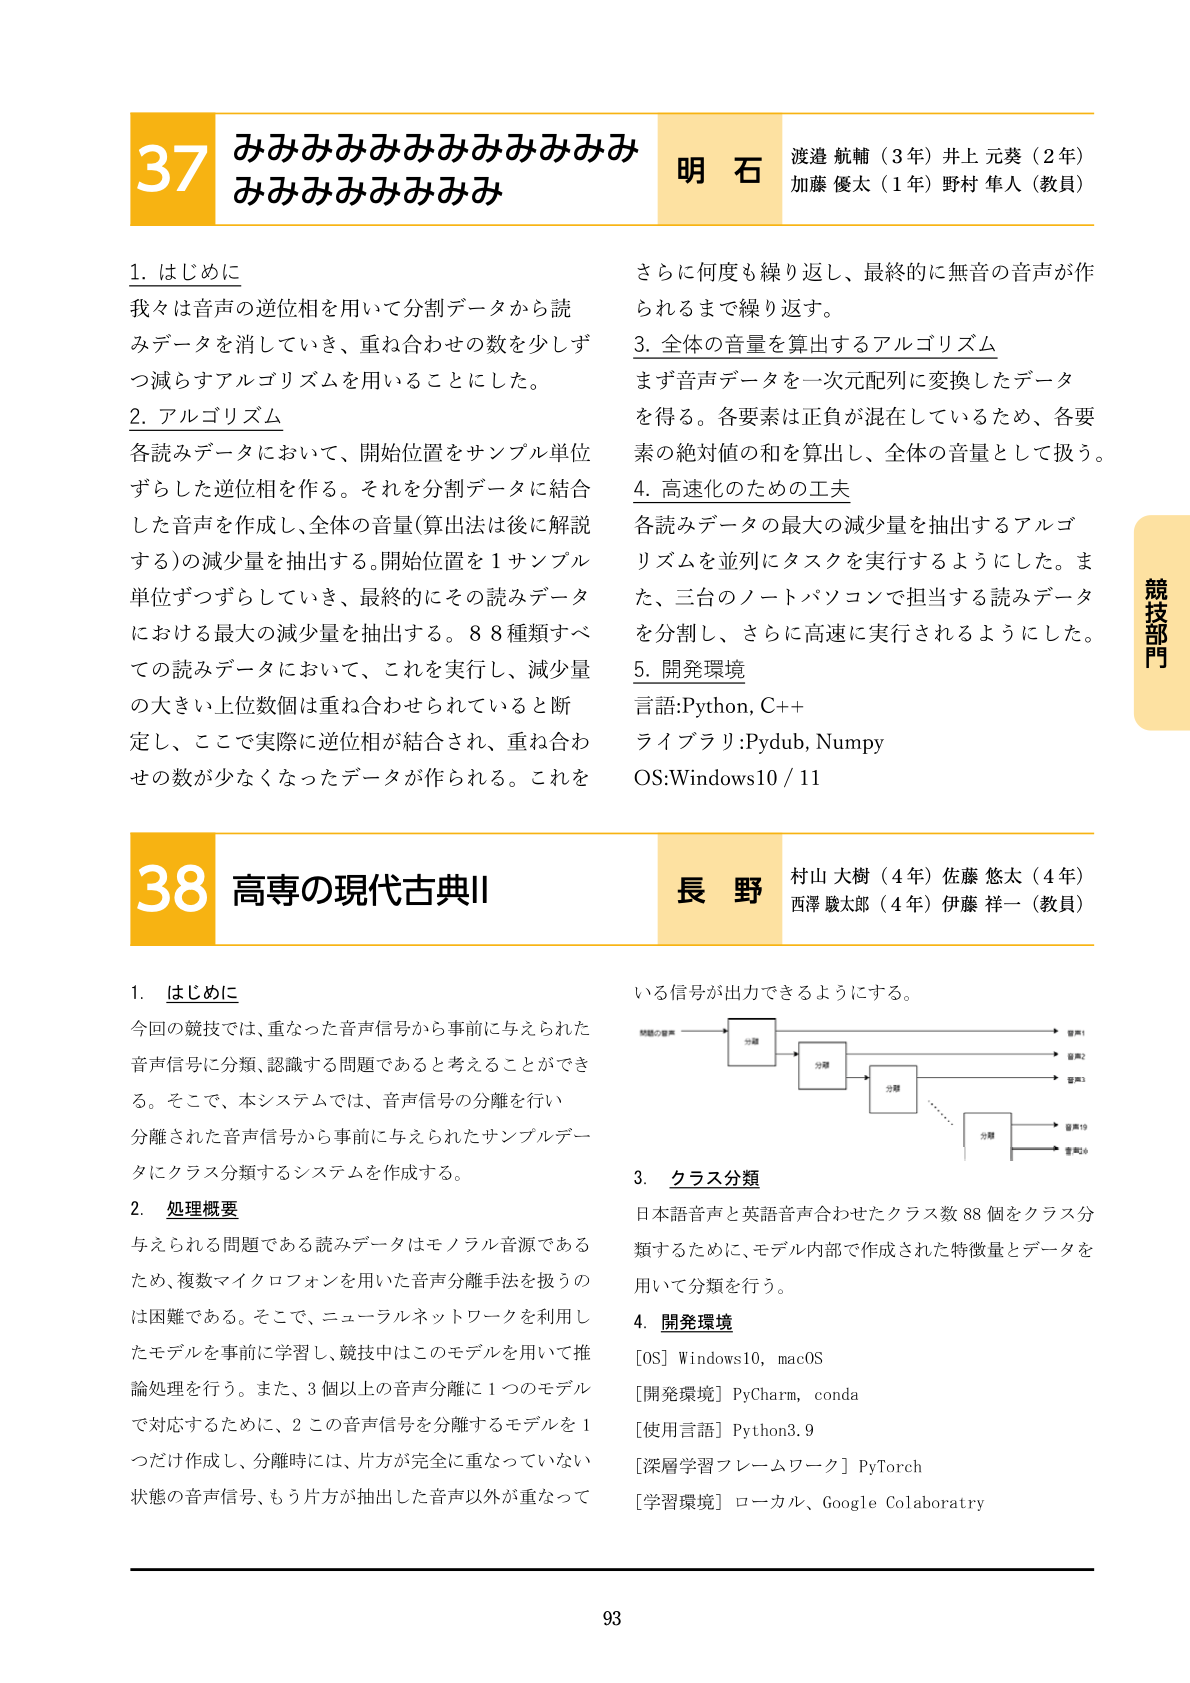 37
みみみみみみみみみみみみ
みみみみみみみみ
明 石
渡邉 航輔（３年）井上 元葵（２年）
加藤 優太（１年）野村 隼人（教員）
1. はじめに
我々は音声の逆位相を用いて分割データから読
みデータを消していき、重ね合わせの数を少しず
つ減らすアルゴリズムを用いることにした。
2. アルゴリズム
各読みデータにおいて、開始位置をサンプル単位
ずらした逆位相を作る。それを分割データに結合
した音声を作成し、全体の音量(算出法は後に解説
する)の減少量を抽出する。開始位置を 1 サンプル
単位ずつずらしていき、最終的にその読みデータ
における最大の減少量を抽出する。８８種類すべ
ての読みデータにおいて、これを実行し、減少量
の大きい上位数個は重ね合わせられていると断
定し、ここで実際に逆位相が結合され、重ね合わ
せの数が少なくなったデータが作られる。これを
さらに何度も繰り返し、最終的に無音の音声が作
られるまで繰り返す。
3. 全体の音量を算出するアルゴリズム
まず音声データを一次元配列に変換したデータ
を得る。各要素は正負が混在しているため、各要
素の絶対値の和を算出し、全体の音量として扱う。
4. 高速化のための工夫
各読みデータの最大の減少量を抽出するアルゴ
リズムを並列にタスクを実行するようにした。ま
た、三台のノートパソコンで担当する読みデータ
を分割し、さらに高速に実行されるようにした。
5. 開発環境
言語:Python, C++
ライブラリ:Pydub, Numpy
OS:Windows10 / 11
競技部門
38
高専の現代古典II
長 野
村山 大樹（４年）佐藤 悠太（４年）
西澤 駿太郎（４年）伊藤 祥一（教員）
1. はじめに
今回の競技では、重なった音声信号から事前に与えられた
音声信号に分類、認識する問題であると考えることができ
る。そこで、本システムでは、音声信号の分離を行い
分離された音声信号から事前に与えられたサンプルデー
タにクラス分類するシステムを作成する。
2. 処理概要
与えられる問題である読みデータはモノラル音源である
ため、複数マイクロフォンを用いた音声分離手法を扱うの
は困難である。そこで、ニューラルネットワークを利用し
たモデルを事前に学習し、競技中はこのモデルを用いて推
論処理を行う。また、3 個以上の音声分離に 1 つのモデル
で対応するために、2 この音声信号を分離するモデルを 1
つだけ作成し、分離時には、片方が完全に重なっていない
状態の音声信号、もう片方が抽出した音声以外が重なって
いる信号が出力できるようにする。
問題の音声
分離
音声1
分離
音声2
分離
音声3
分離
音声19
3. クラス分類
日本語音声と英語音声合わせたクラス数 88 個をクラス分
類するために、モデル内部で作成された特徴量とデータを
用いて分類を行う。
4. 開発環境
[OS] Windows10, macOS
[開発環境] PyCharm, conda
[使用言語] Python3.9
[深層学習フレームワーク] PyTorch
[学習環境] ローカル、Google Colaboratry
93